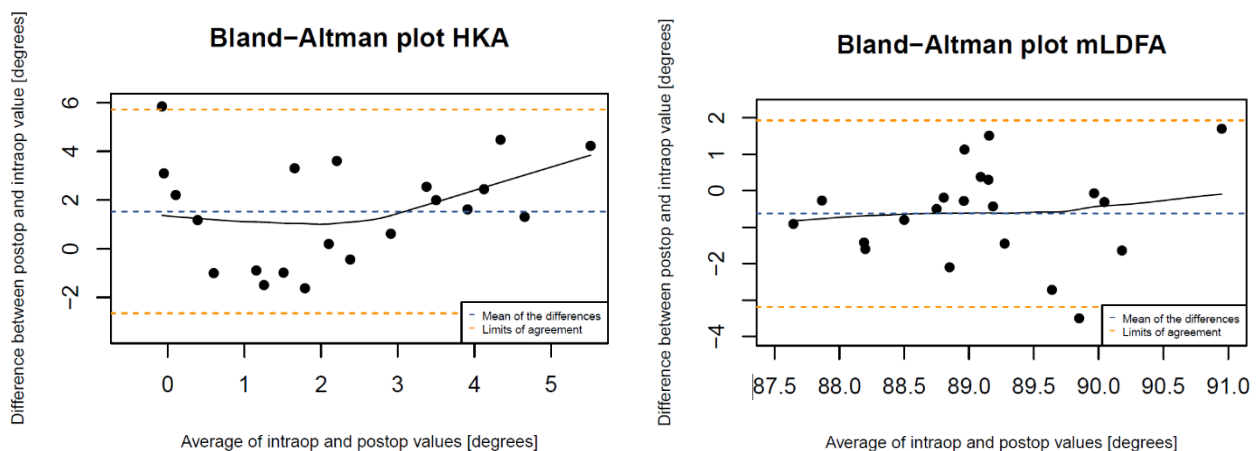 Bland−Altman plot HKA
Difference between postop and intraop value [degrees]
6
4
2
0
−2
Mean of the differences
Limits of agreement
0 1 2 3 4 5
Average of intraop and postop values [degrees]
Bland−Altman plot mLDFA
Difference between postop and intraop value [degrees]
2
0
−2
−4
Mean of the differences
Limits of agreement
87.5 88.0 88.5 89.0 89.5 90.0 90.5 91.0
Average of intraop and postop values [degrees]